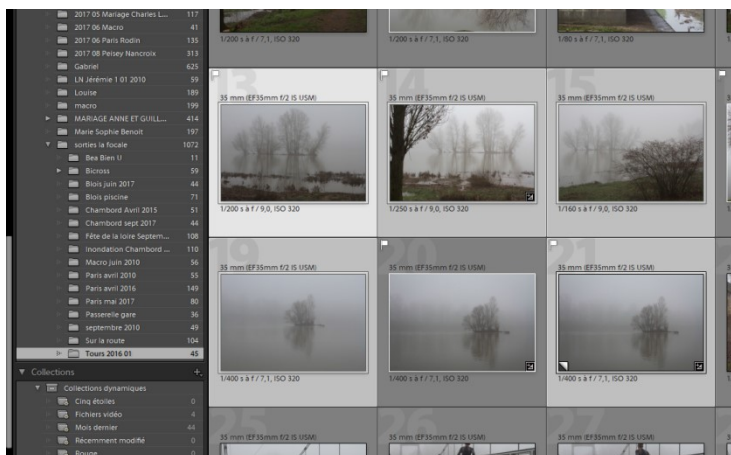 2017 05 Mariage Charles L... 117
2017 06 Macro 41
2017 06 Paris Rodin 135
2017 08 Peisey Nancroix 313
Gabriel 625
LN Jérémie 1 01 2010 59
Louise 189
macro 199
MARIAGE ANNE ET GUILL... 414
Marie Sophie Benoit 197
sorties la focale 1072
Bea Bien U 11
Bicross 59
Blois juin 2017 44
Blois piscine 71
Chambord Avril 2015 51
Chambord sept 2017 44
Fête de la loire Septem... 108
Inondation Chambord ... 110
Macro juin 2010 56
Paris avril 2010 55
Paris avril 2016 149
Paris mai 2017 80
Passerelle gare 36
septembre 2010 49
Sur la route 104
Tours 2016 01 45
Collections
Collections dynamiques
Cinq étoiles 0
Fichiers vidéo 4
Mois dernier 44
Récemment modifié 0
Rouge
1/200 s à f / 7,1, ISO 320
1/200 s à f / 7,1, ISO 320
1/80 s à f / 7,1, ISO 320
13
14
15
35 mm (EF35mm f/2 IS USM)
35 mm (EF35mm f/2 IS USM)
35 mm (EF35mm f/2 IS USM)
1/200 s à f / 9,0, ISO 320
1/250 s à f / 9,0, ISO 320
1/160 s à f / 9,0, ISO 320
19
20
21
35 mm (EF35mm f/2 IS USM)
35 mm (EF35mm f/2 IS USM)
35 mm (EF35mm f/2 IS USM)
1/400 s à f / 7,1, ISO 320
1/400 s à f / 7,1, ISO 320
1/400 s à f / 7,1, ISO 320
25
26
27
35 mm (EF35mm f/2 IS USM)
35 mm (EF35mm f/2 IS USM)
35 mm (EF35mm f/2 IS USM)